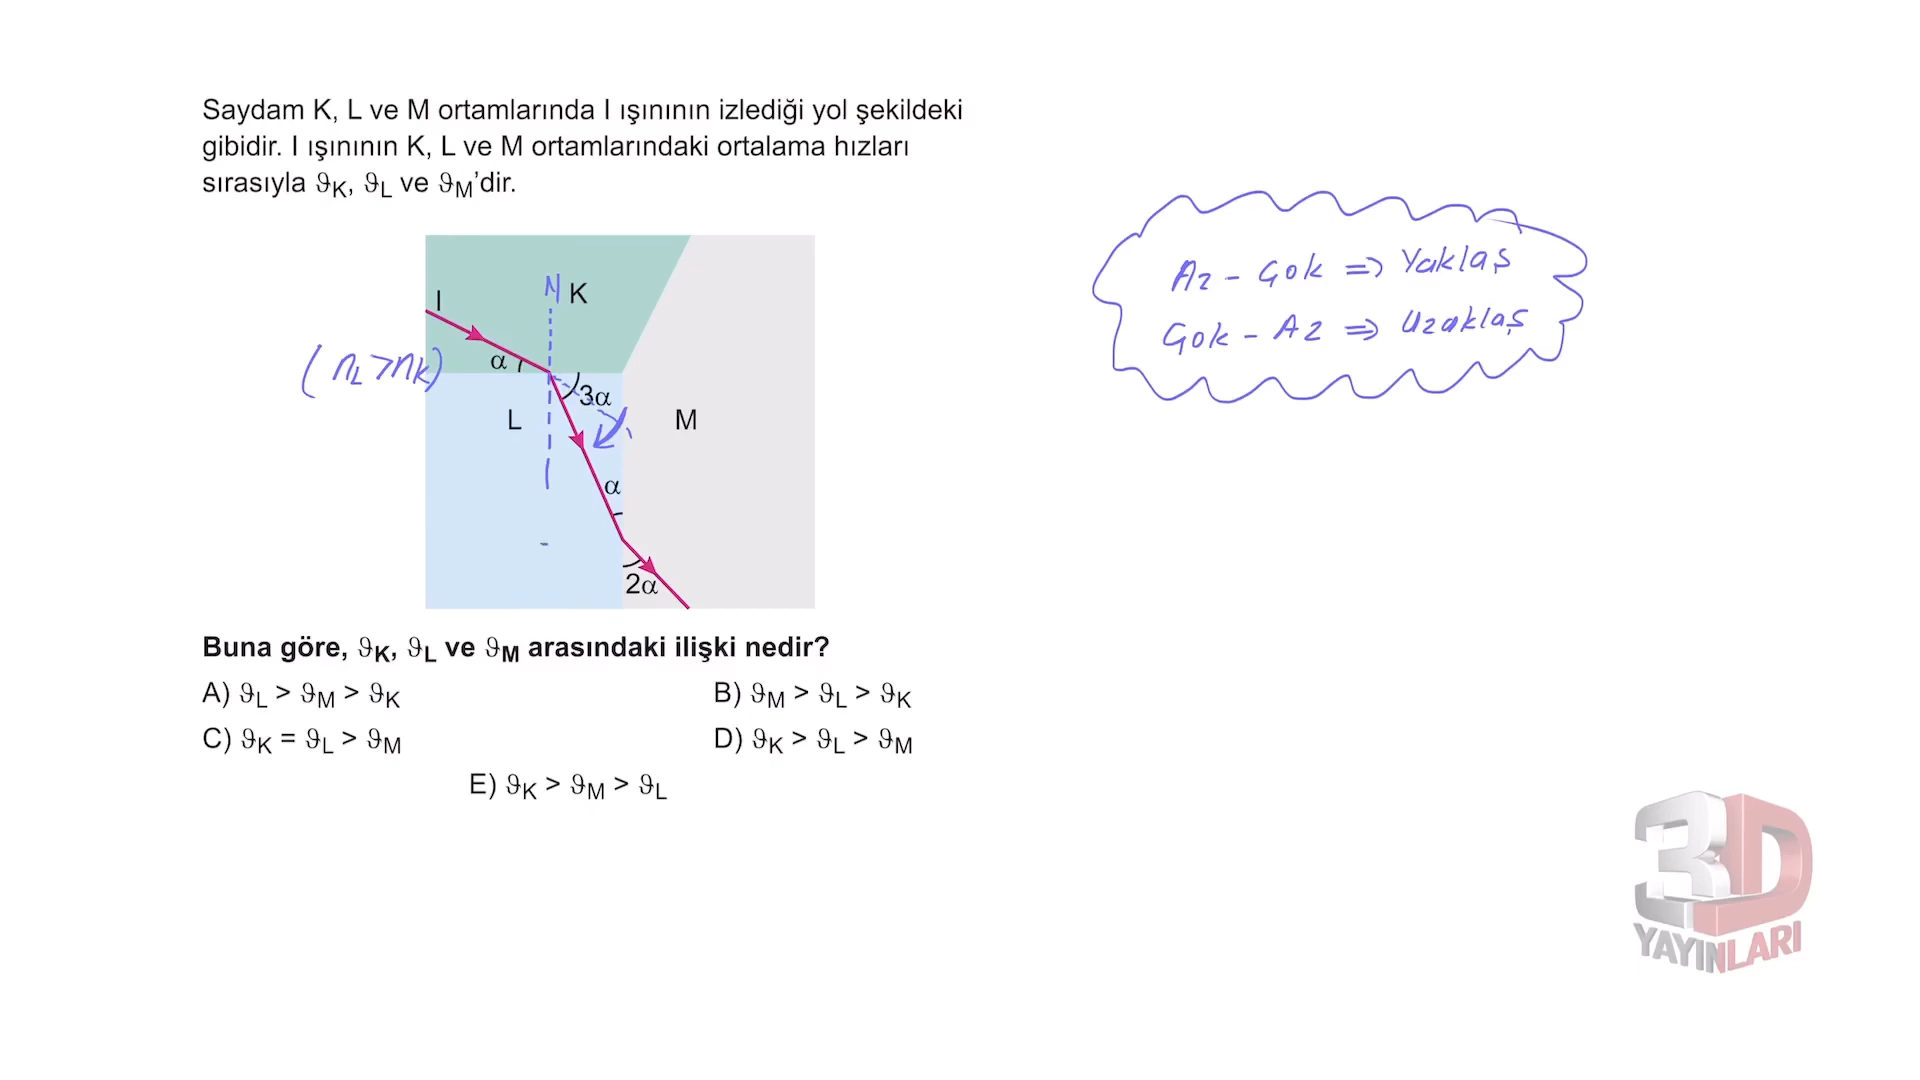 Saydam K, L ve M ortamlarında I ışınının izlediği yol şekildeki
gibidir. I ışınının K, L ve M ortamlarındaki ortalama hızları
sırasıyla ϑK, ϑL ve ϑM’dir.
Az - Çok ⇒ Yaklaş
Çok - Az ⇒ Uzaklaş
N K
I
α
(nL > nK)
3α
L
M
α
2α
Buna göre, ϑK, ϑL ve ϑM arasındaki ilişki nedir?
A) ϑL > ϑM > ϑK
B) ϑM > ϑL > ϑK
C) ϑK = ϑL > ϑM
D) ϑK > ϑL > ϑM
E) ϑK > ϑM > ϑL
3D
YAYINLARI